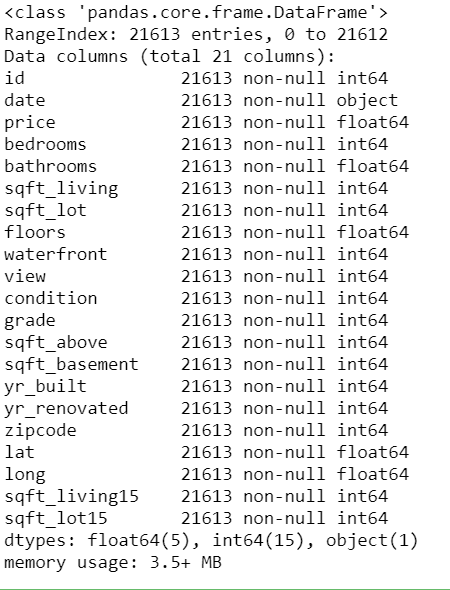 <class 'pandas.core.frame.DataFrame'>
RangeIndex: 21613 entries, 0 to 21612
Data columns (total 21 columns):
id               21613 non-null int64
date             21613 non-null object
price            21613 non-null float64
bedrooms         21613 non-null int64
bathrooms        21613 non-null float64
sqft_living      21613 non-null int64
sqft_lot         21613 non-null int64
floors           21613 non-null float64
waterfront       21613 non-null int64
view             21613 non-null int64
condition        21613 non-null int64
grade            21613 non-null int64
sqft_above       21613 non-null int64
sqft_basement    21613 non-null int64
yr_built         21613 non-null int64
yr_renovated     21613 non-null int64
zipcode          21613 non-null int64
lat              21613 non-null float64
long             21613 non-null float64
sqft_living15    21613 non-null int64
sqft_lot15       21613 non-null int64
dtypes: float64(5), int64(15), object(1)
memory usage: 3.5+ MB